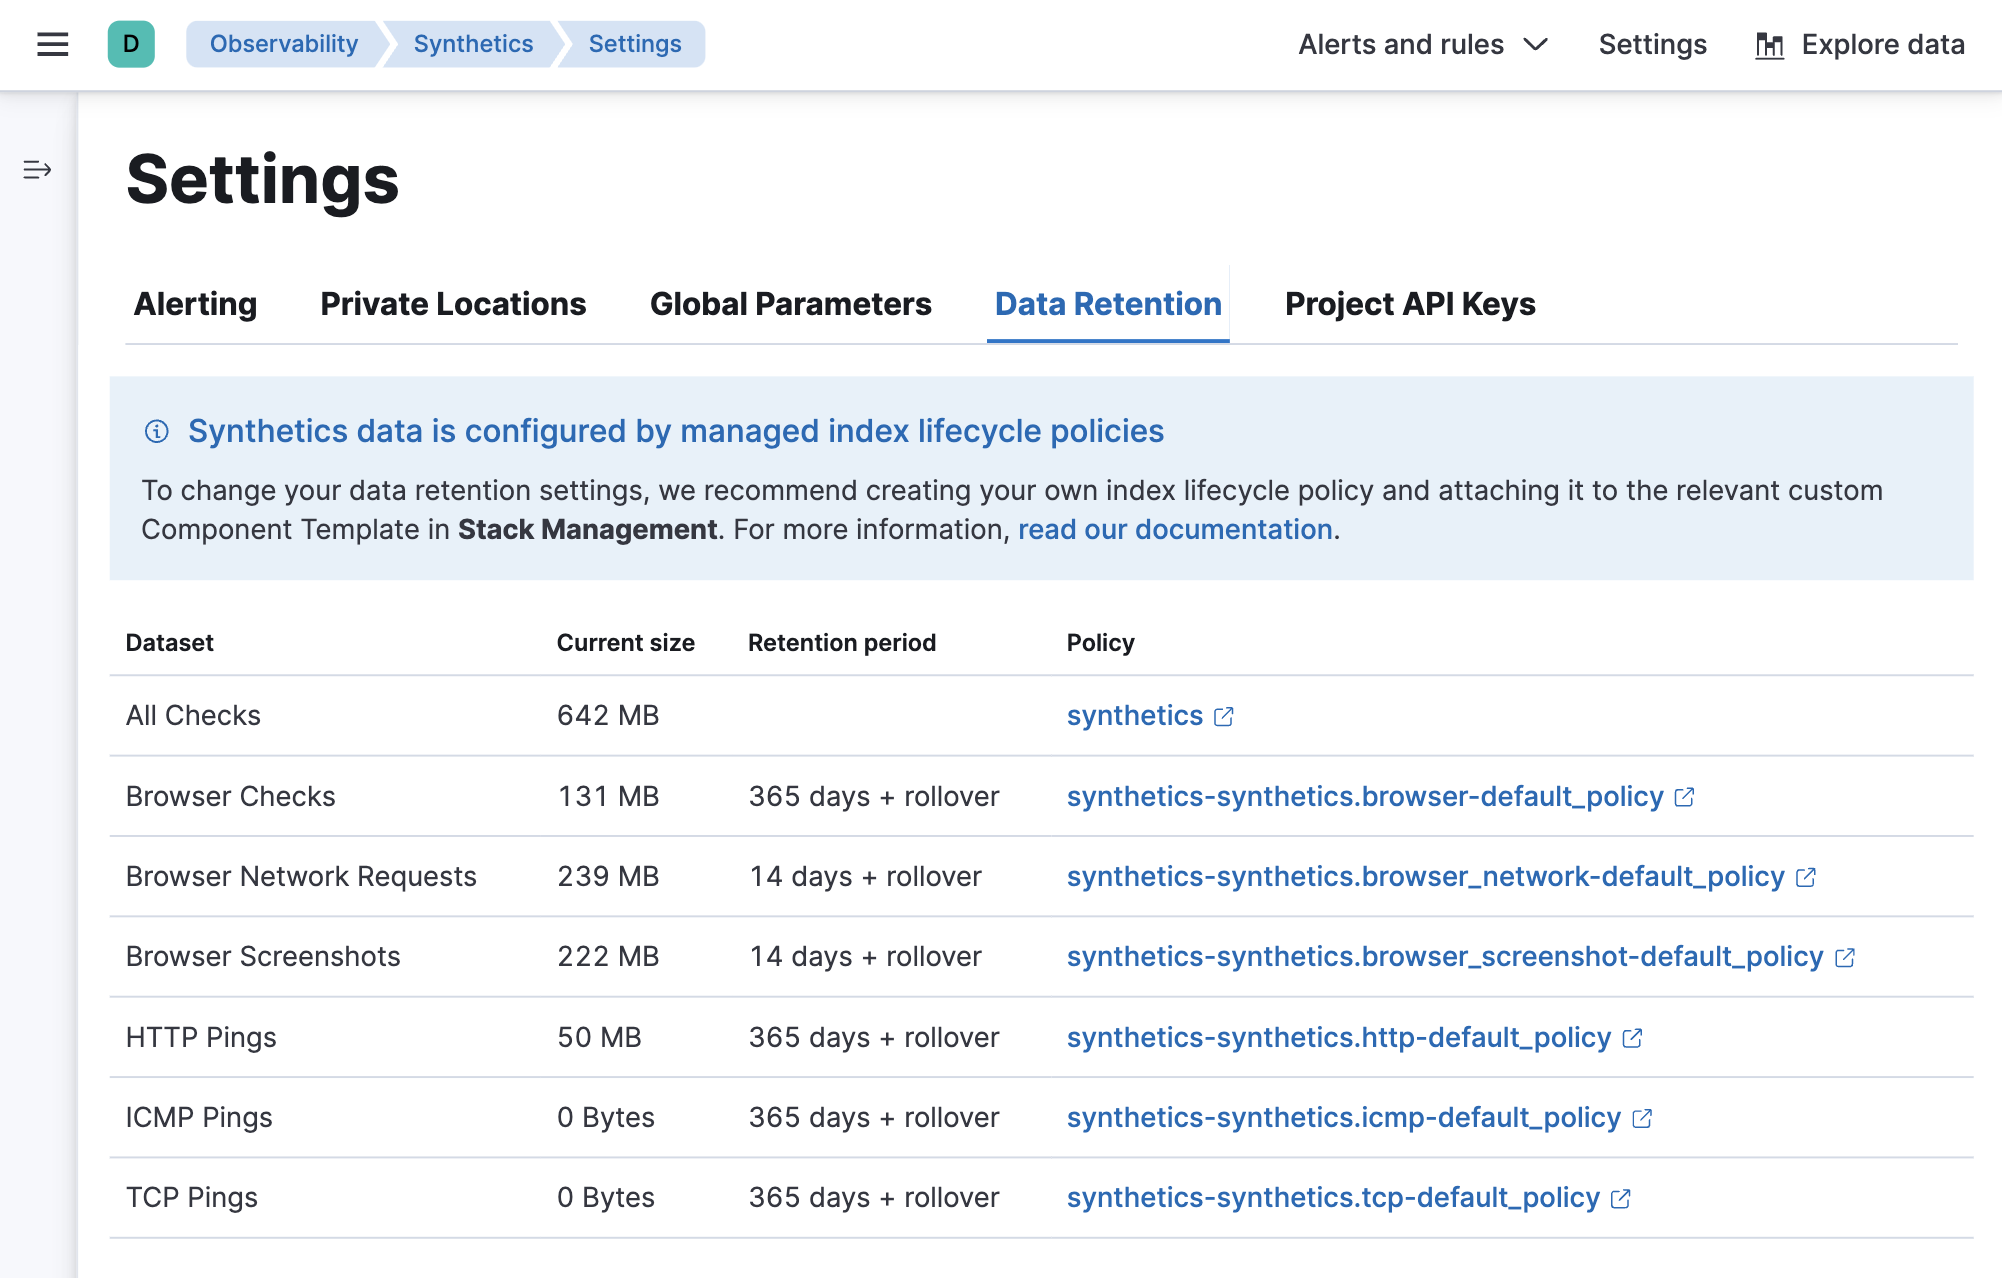 D Observability Synthetics Settings Alerts and rules Settings Explore data
Settings
Alerting Private Locations Global Parameters Data Retention Project API Keys
Synthetics data is configured by managed index lifecycle policies
To change your data retention settings, we recommend creating your own index lifecycle policy and attaching it to the relevant custom
Component Template in Stack Management. For more information, read our documentation.
Dataset Current size Retention period Policy
All Checks 642 MB synthetics
Browser Checks 131 MB 365 days + rollover synthetics-synthetics.browser-default_policy
Browser Network Requests 239 MB 14 days + rollover synthetics-synthetics.browser_network-default_policy
Browser Screenshots 222 MB 14 days + rollover synthetics-synthetics.browser_screenshot-default_policy
HTTP Pings 50 MB 365 days + rollover synthetics-synthetics.http-default_policy
ICMP Pings 0 Bytes 365 days + rollover synthetics-synthetics.icmp-default_policy
TCP Pings 0 Bytes 365 days + rollover synthetics-synthetics.tcp-default_policy